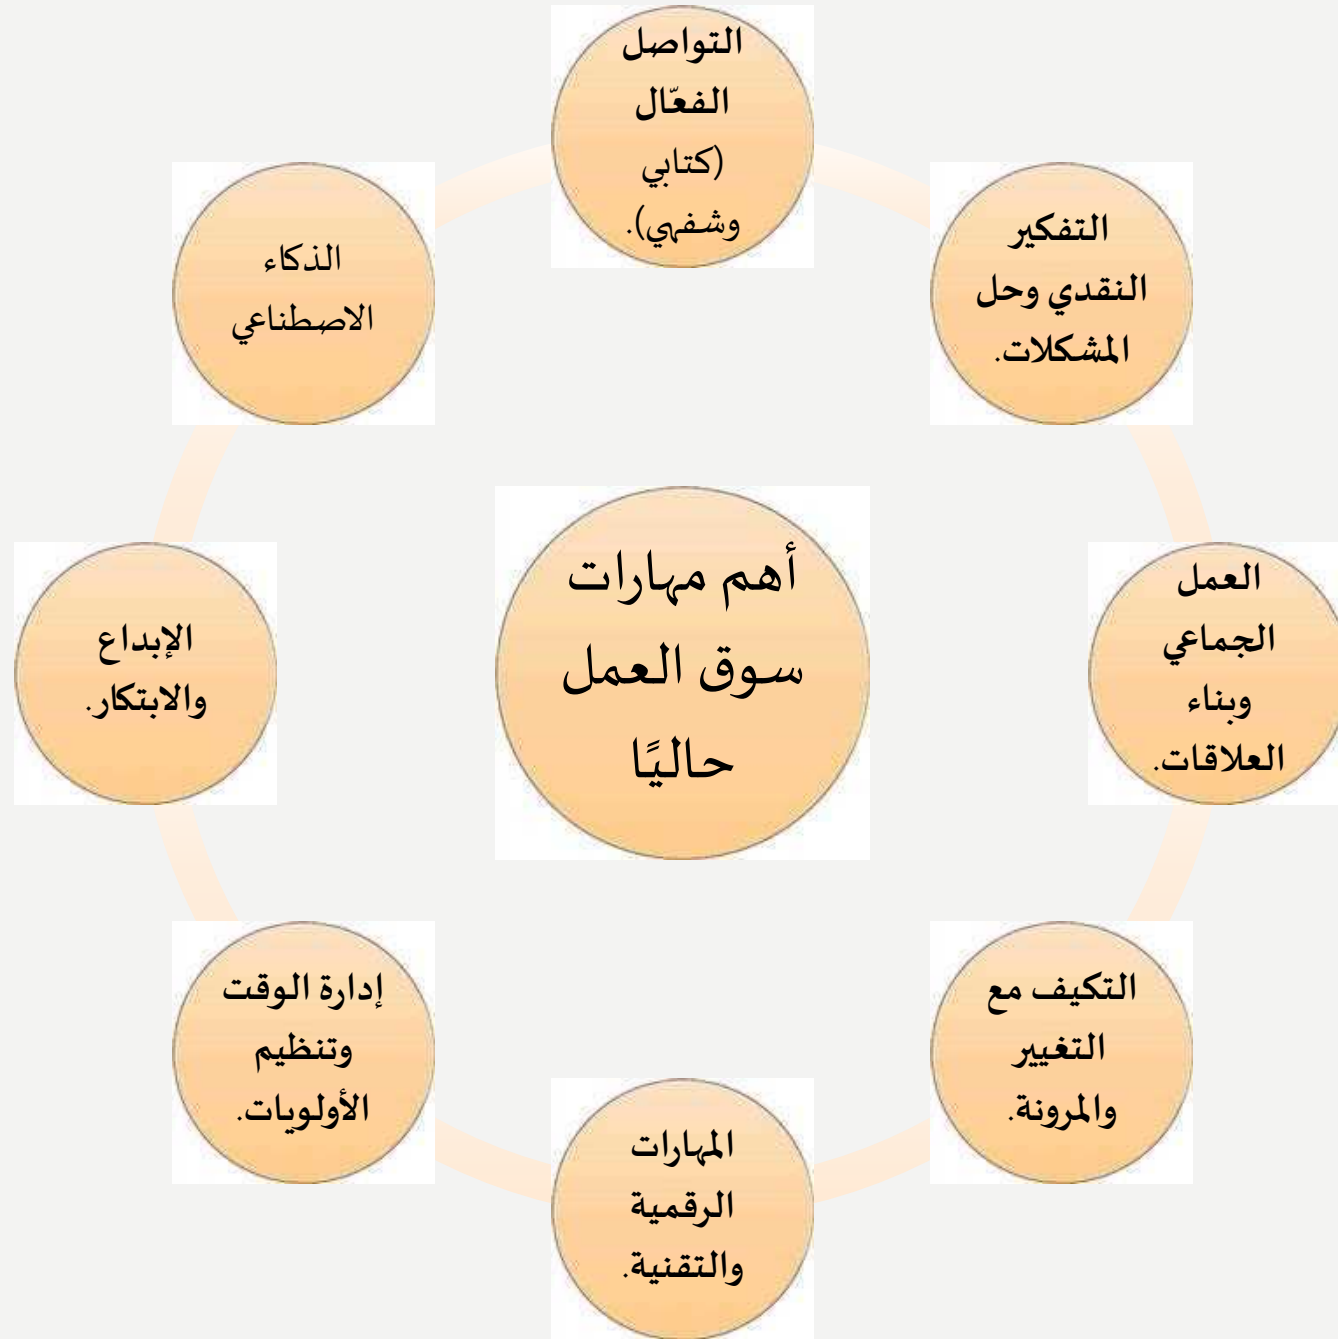 التواصل
الفعّال
(كتابي
وشفهي).
التفكير
النقدي وحل
المشكلات.
العمل
الجماعي
وبناء
العلاقات.
التكيف مع
التغيير
والمرونة.
المهارات
الرقمية
والتقنية.
إدارة الوقت
وتنظيم
الأولويات.
الإبداع
والابتكار.
الذكاء
الاصطناعي
أهم مهارات
سوق العمل
حاليًا